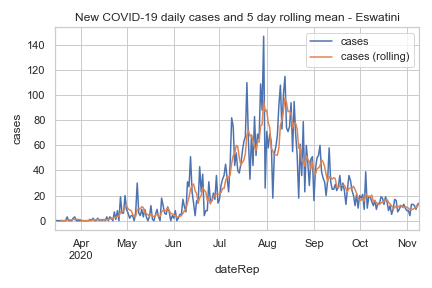 New COVID-19 daily cases and 5 day rolling mean - Eswatini
cases
cases (rolling)
140
120
100
80
60
40
20
0
cases
Apr May Jun Jul Aug Sep Oct Nov
2020
dateRep